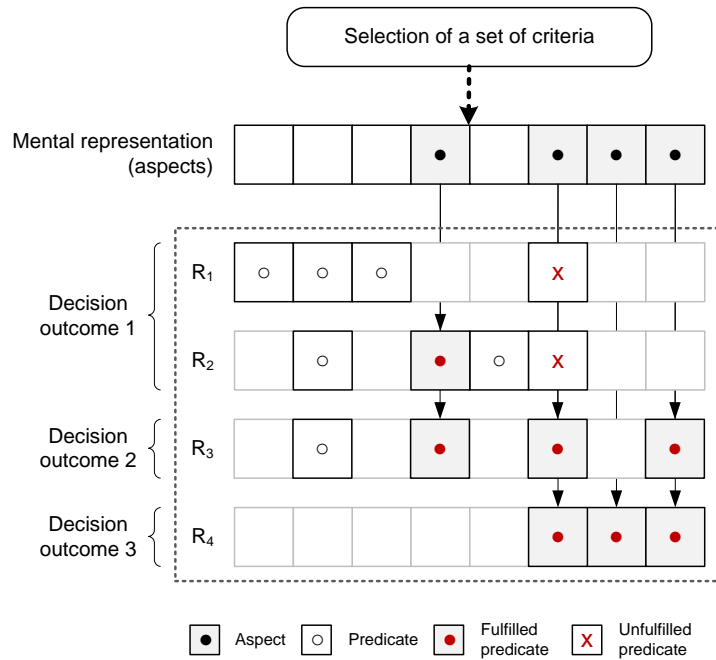 Selection of a set of criteria
Mental representation
(aspects)
Decision
outcome 1
R₁
X
R₂
X
Decision
outcome 2
R₃
Decision
outcome 3
R₄
Aspect
Predicate
Fulfilled
predicate
X
Unfulfilled
predicate